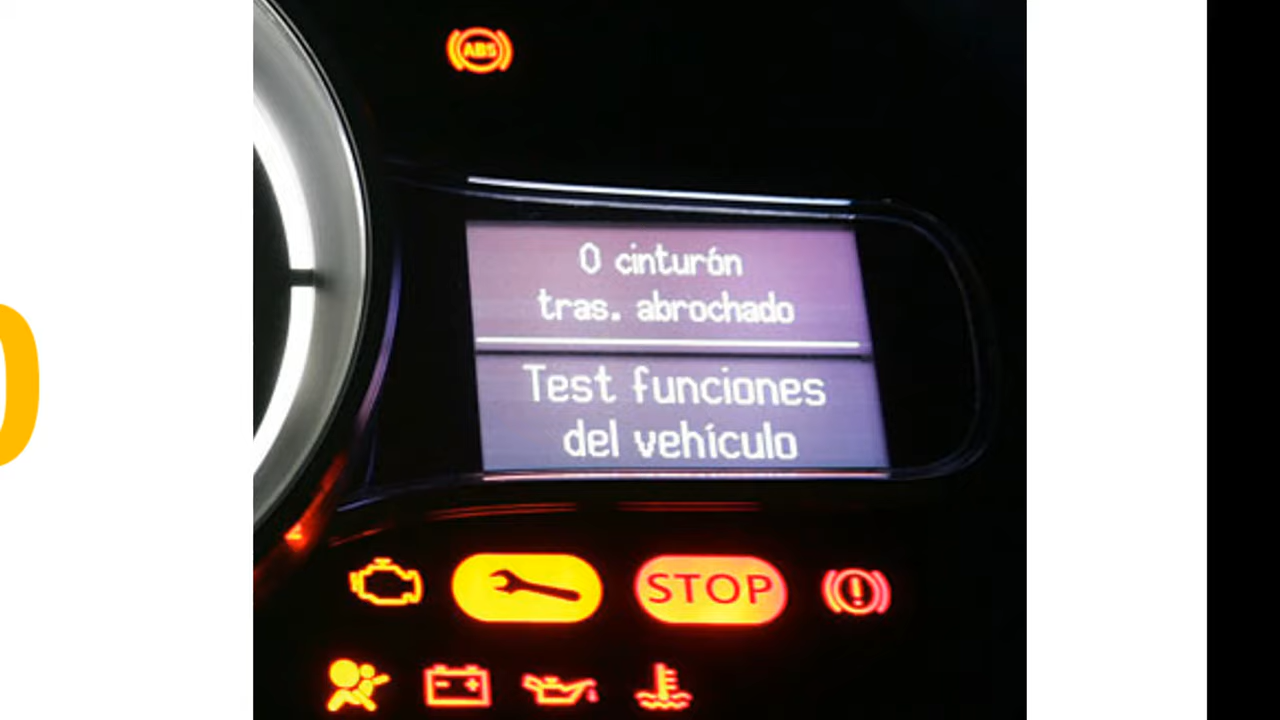 ABS
0 cinturón
tras. abrochado
Test funciones
del vehículo
STOP